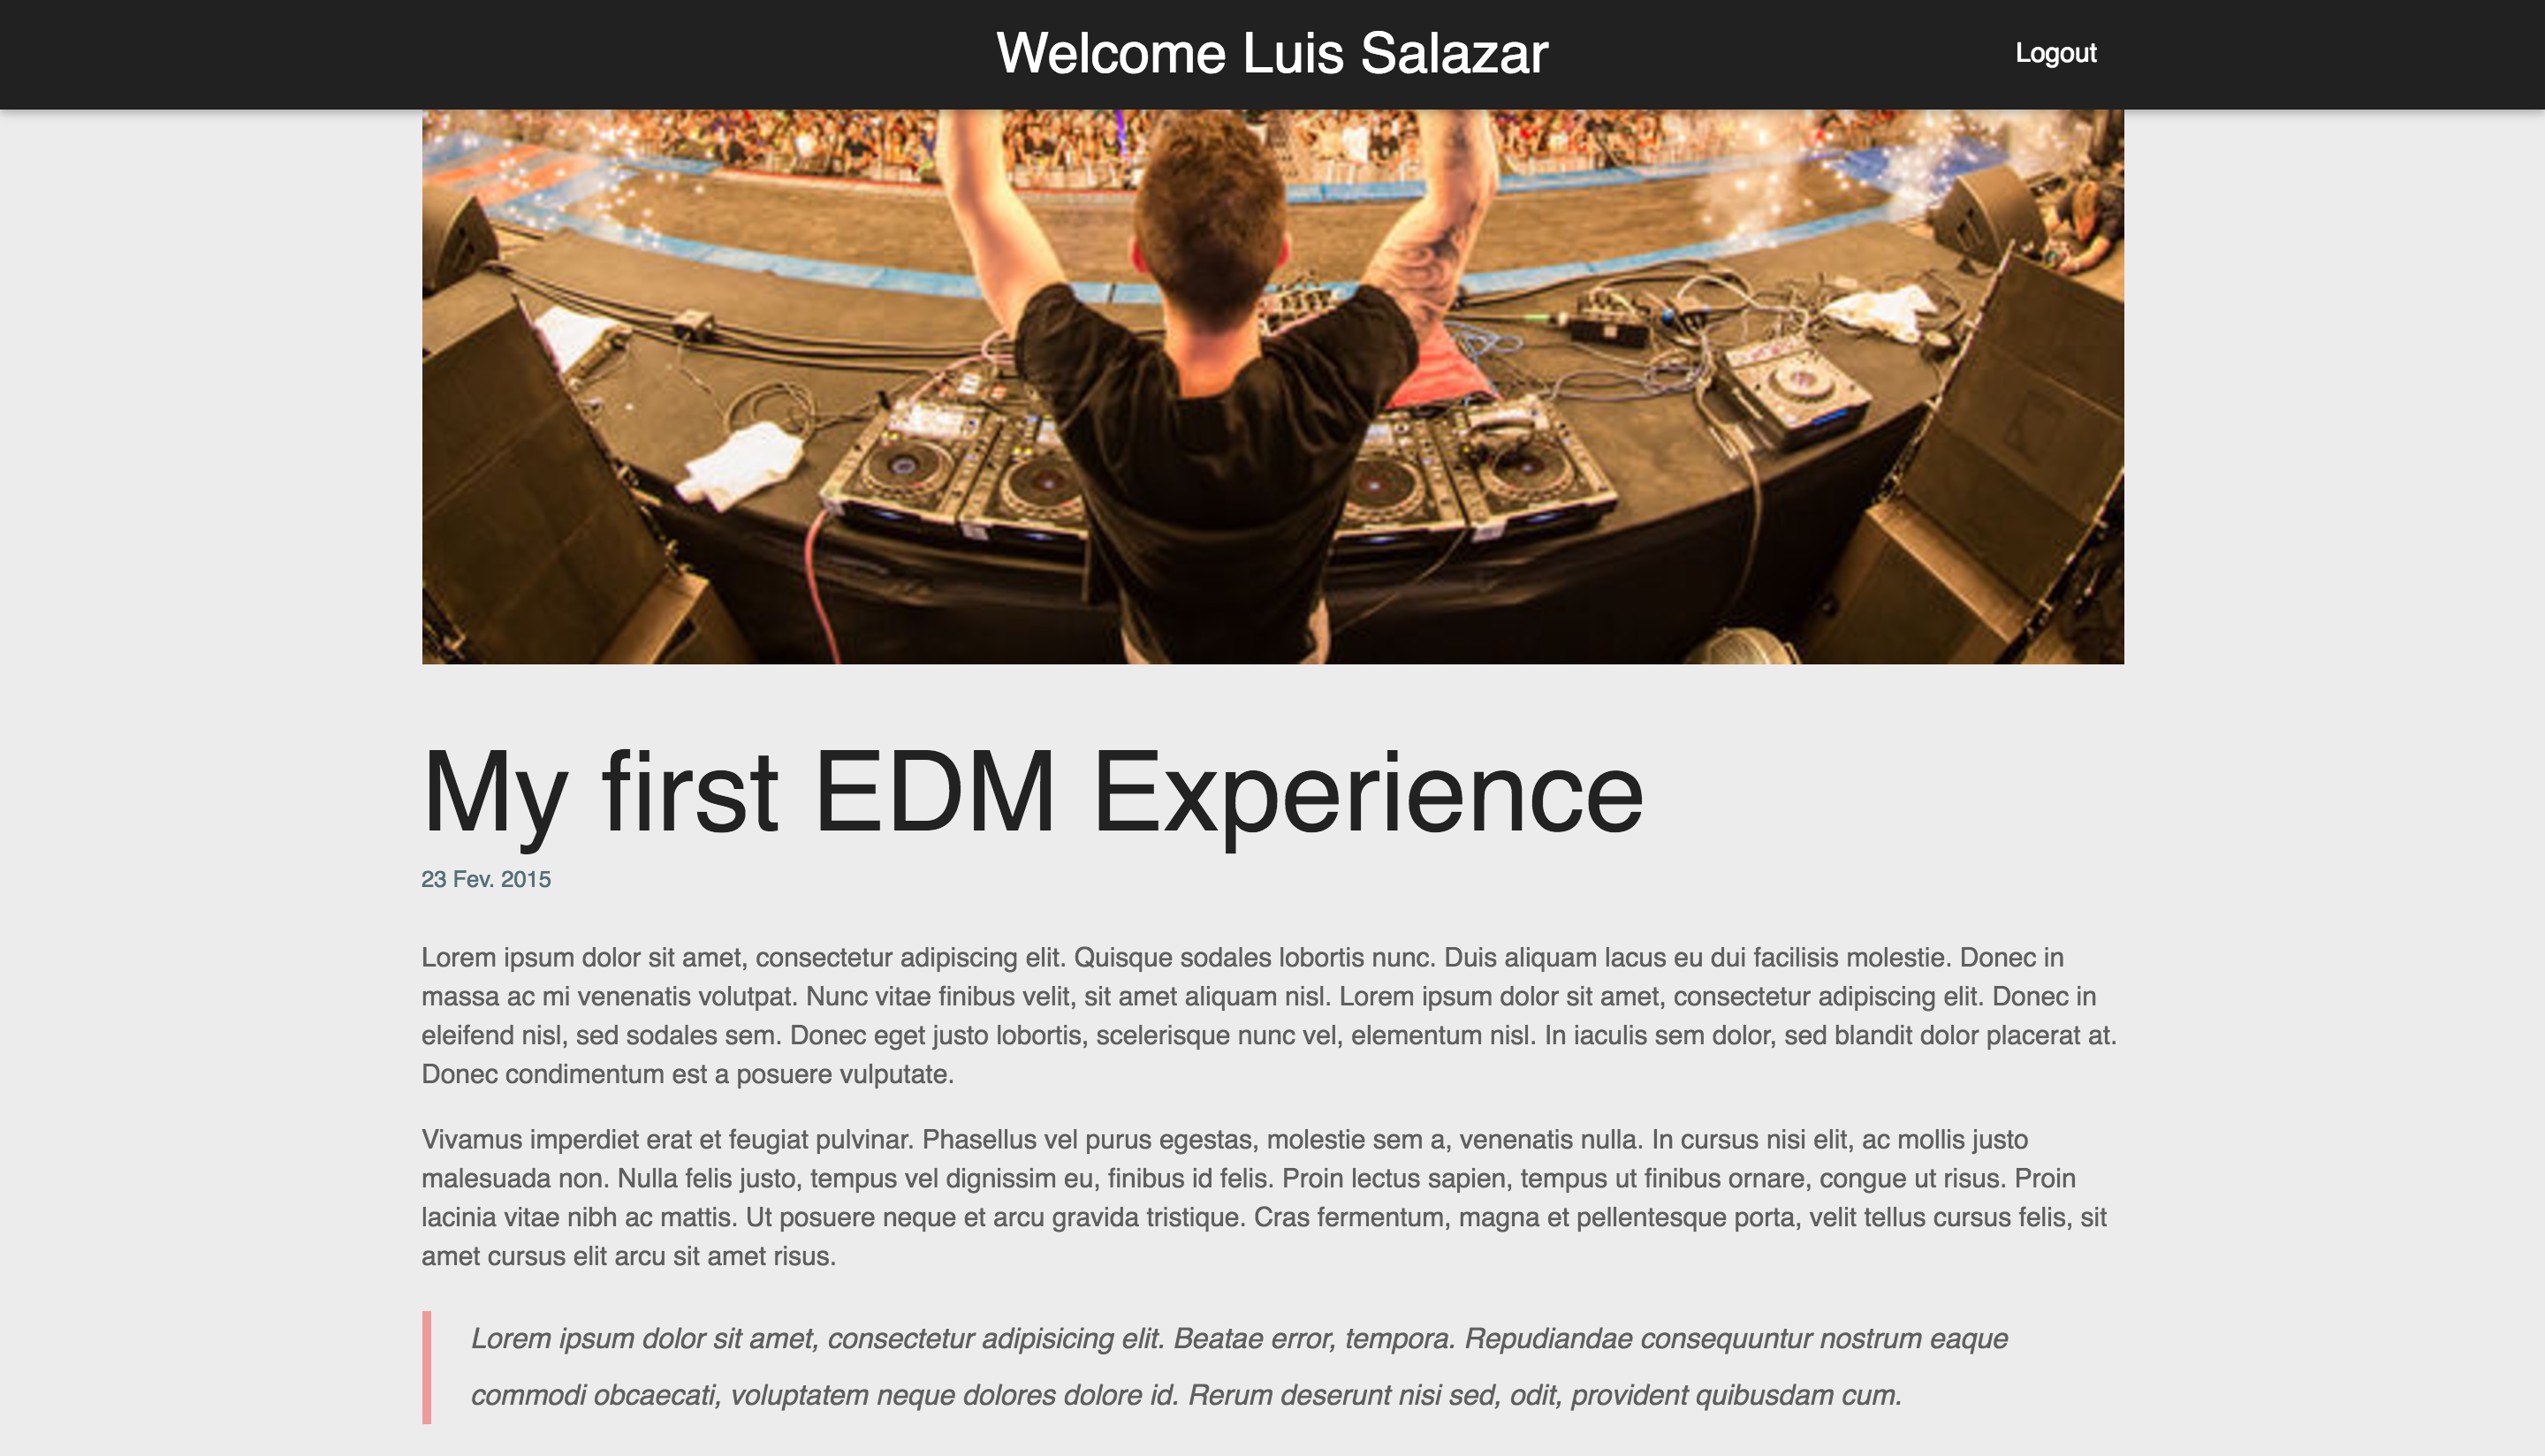 Welcome Luis Salazar
Logout
My first EDM Experience
23 Fev. 2015
Lorem ipsum dolor sit amet, consectetur adipiscing elit. Quisque sodales lobortis nunc. Duis aliquam lacus eu dui facilisis molestie. Donec in
massa ac mi venenatis volutpat. Nunc vitae finibus velit, sit amet aliquam nisl. Lorem ipsum dolor sit amet, consectetur adipiscing elit. Donec in
eleifend nisl, sed sodales sem. Donec eget justo lobortis, scelerisque nunc vel, elementum nisl. In iaculis sem dolor, sed blandit dolor placerat at.
Donec condimentum est a posuere vulputate.
Vivamus imperdiet erat et feugiat pulvinar. Phasellus vel purus egestas, molestie sem a, venenatis nulla. In cursus nisi elit, ac mollis justo
malesuada non. Nulla felis justo, tempus vel dignissim eu, finibus id felis. Proin lectus sapien, tempus ut finibus ornare, congue ut risus. Proin
lacinia vitae nibh ac mattis. Ut posuere neque et arcu gravida tristique. Cras fermentum, magna et pellentesque porta, velit tellus cursus felis, sit
amet cursus elit arcu sit amet risus.
Lorem ipsum dolor sit amet, consectetur adipisicing elit. Beatae error, tempora. Repudiandae consequuntur nostrum eaque
commodi obcaecati, voluptatem neque dolores dolore id. Rerum deserunt nisi sed, odit, provident quibusdam cum.